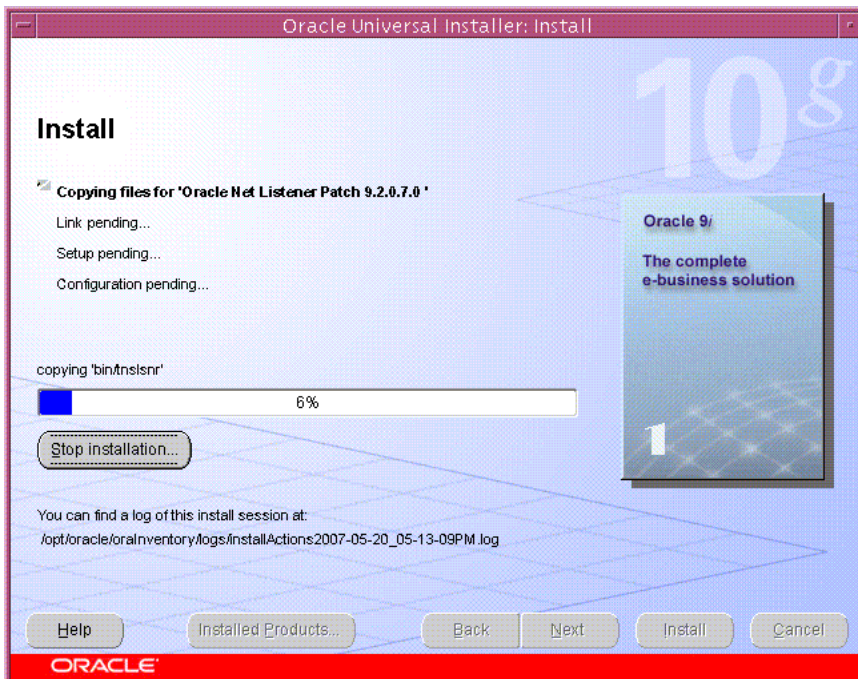 Oracle Universal Installer: Install
10g
Install
Copying files for 'Oracle Net Listener Patch 9.2.0.7.0 '
Link pending...
Setup pending...
Configuration pending...
Oracle 9i
The complete
e-business solution
1
copying 'bin/tnslsnr'
6%
Stop installation...
You can find a log of this install session at:
/opt/oracle/oraInventory/logs/installActions2007-05-20_05-13-09PM.log
Help Installed Products... Back Next Install Cancel
ORACLE